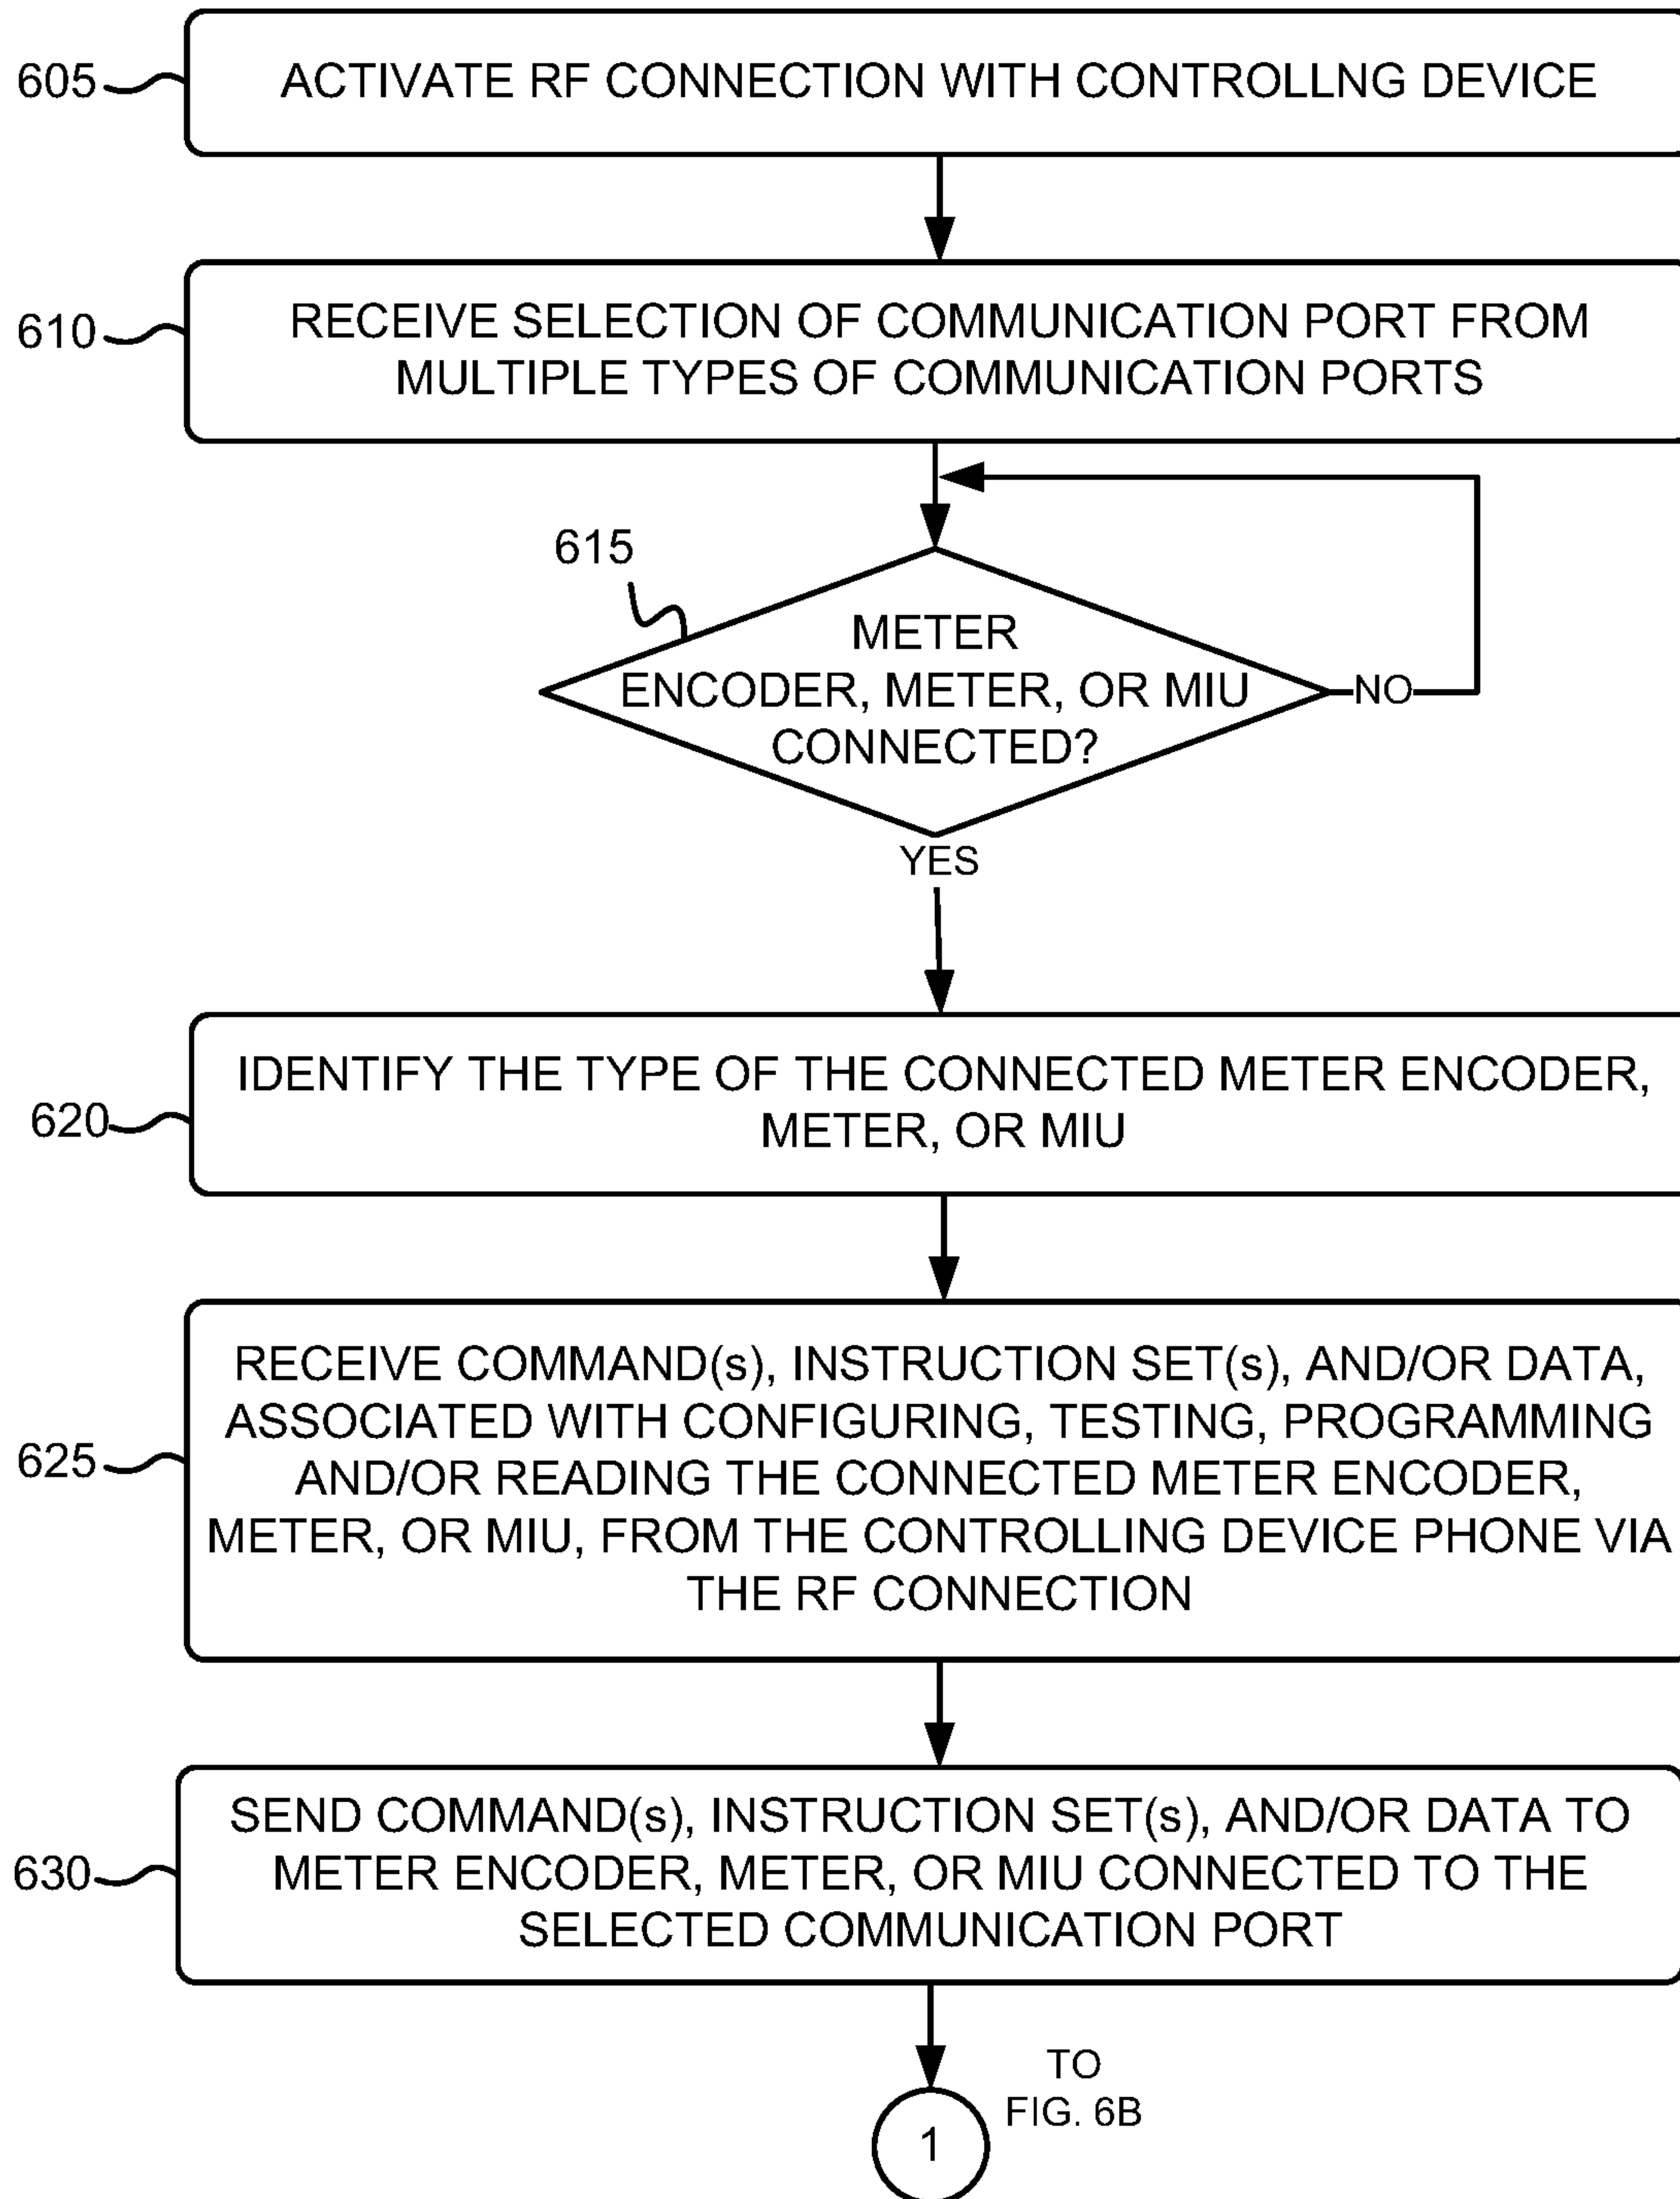 605
ACTIVATE RF CONNECTION WITH CONTROLLNG DEVICE
610
RECEIVE SELECTION OF COMMUNICATION PORT FROM
MULTIPLE TYPES OF COMMUNICATION PORTS
615
METER
ENCODER, METER, OR MIU
CONNECTED?
NO
YES
620
IDENTIFY THE TYPE OF THE CONNECTED METER ENCODER,
METER, OR MIU
625
RECEIVE COMMAND(s), INSTRUCTION SET(s), AND/OR DATA,
ASSOCIATED WITH CONFIGURING, TESTING, PROGRAMMING
AND/OR READING THE CONNECTED METER ENCODER,
METER, OR MIU, FROM THE CONTROLLING DEVICE PHONE VIA
THE RF CONNECTION
630
SEND COMMAND(s), INSTRUCTION SET(s), AND/OR DATA TO
METER ENCODER, METER, OR MIU CONNECTED TO THE
SELECTED COMMUNICATION PORT
TO
FIG. 6B
1